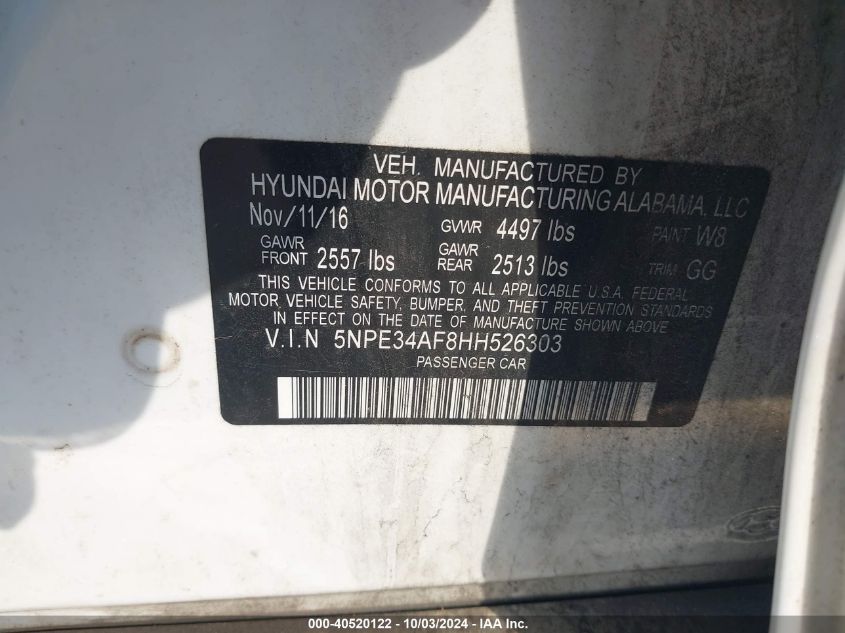 VEH. MANUFACTURED BY
HYUNDAI MOTOR MANUFACTURING ALABAMA, LLC
Nov/11/16 GVWR 4497 lbs PAINT W8
GAWR FRONT 2557 lbs GAWR REAR 2513 lbs TRIM GG
THIS VEHICLE CONFORMS TO ALL APPLICABLE U.S.A. FEDERAL
MOTOR VEHICLE SAFETY, BUMPER, AND THEFT PREVENTION STANDARDS
IN EFFECT ON THE DATE OF MANUFACTURE SHOWN ABOVE.
V.I.N 5NPE34AF8HH526303
PASSENGER CAR
000-40520122 - 10/03/2024 - IAA Inc.